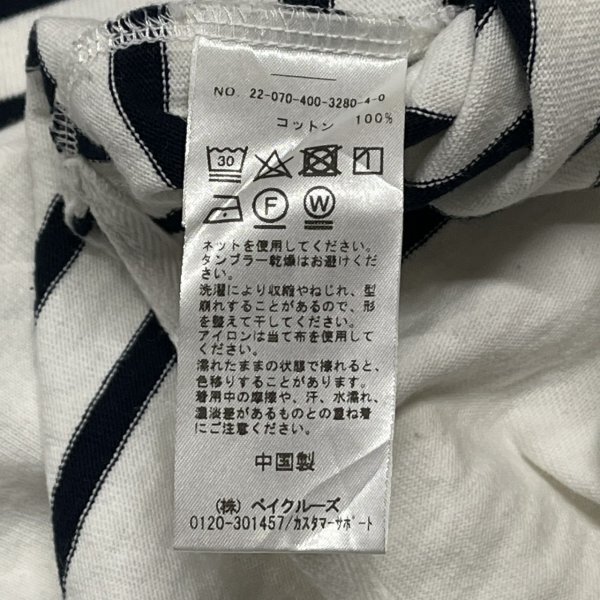 NO. 22-070-400-3280-4-0
コットン 100%
30
1
F
W
ネットを使用してください。
タンブラー乾燥はお避けくだ
さい。
洗濯により収縮やねじれ、型
崩れすることがあるので、形
を整えて干してください。
アイロンは当て布を使用して
ください。
濡れたままの状態で擦れると、
色移りすることがあります。
着用中の摩擦や、汗、水濡れ、
濃淡差があるものとの重ね着
にご注意ください。
中国製
(株) ベイクルーズ
0120-301457/カスタマーサポート